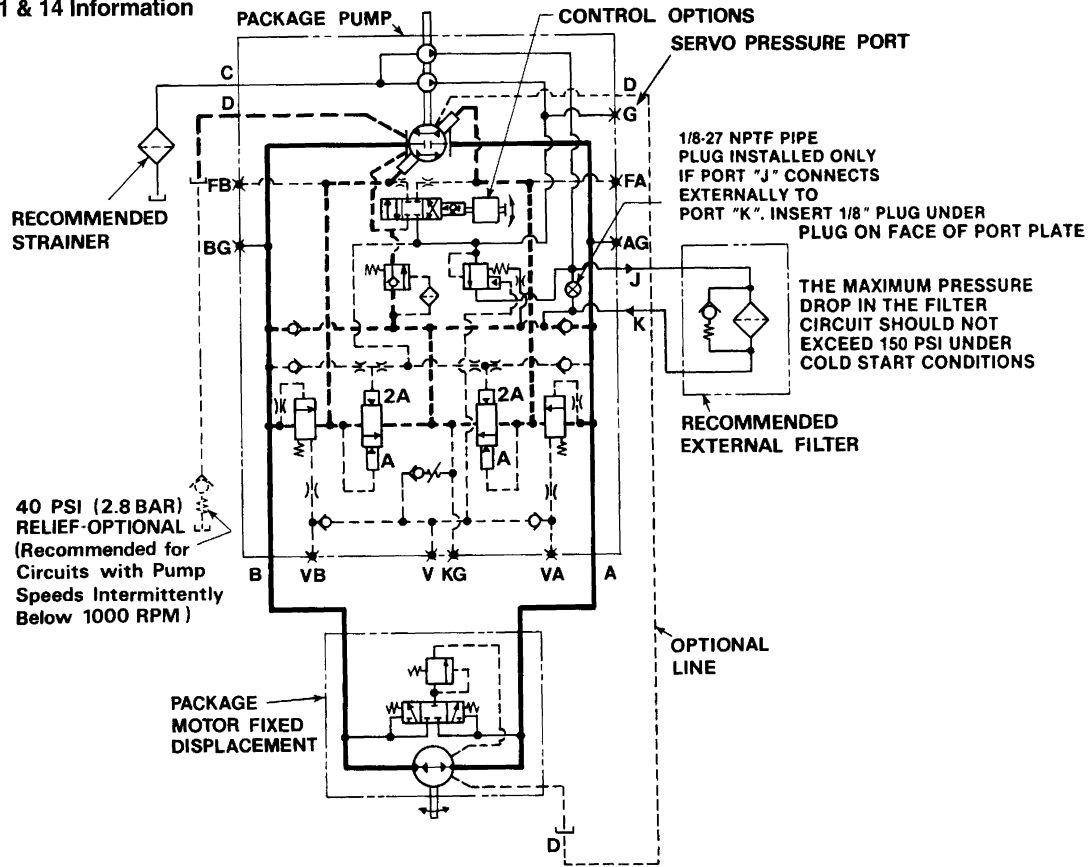 1 & 14 Information
PACKAGE PUMP
CONTROL OPTIONS
SERVO PRESSURE PORT
C
D
D
G
1/8-27 NPTF PIPE
PLUG INSTALLED ONLY
IF PORT "J" CONNECTS
EXTERNALLY TO
PORT "K". INSERT 1/8" PLUG UNDER
PLUG ON FACE OF PORT PLATE
FB
FA
RECOMMENDED
STRAINER
BG
AG
J
K
THE MAXIMUM PRESSURE
DROP IN THE FILTER
CIRCUIT SHOULD NOT
EXCEED 150 PSI UNDER
COLD START CONDITIONS
2A
2A
A
A
RECOMMENDED
EXTERNAL FILTER
40 PSI (2.8 BAR)
RELIEF-OPTIONAL
(Recommended for
Circuits with Pump
Speeds Intermittently
Below 1000 RPM)
B
VB
V
KG
VA
A
OPTIONAL
LINE
PACKAGE
MOTOR FIXED
DISPLACEMENT
D